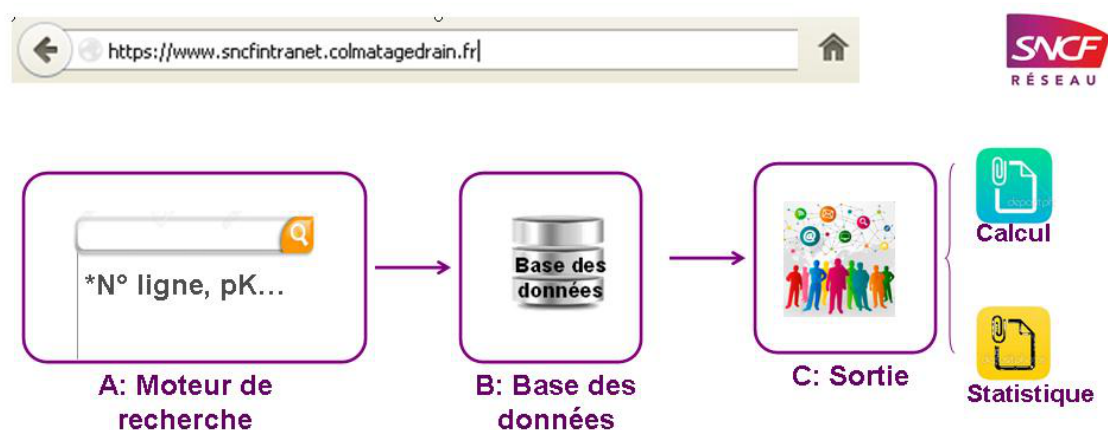 https://www.sncfintranet.colmatagedrain.fr
SNCF
RÉSEAU
*N° ligne, pK...
Base des
données
Calcul
Statistique
A: Moteur de
recherche
B: Base des
données
C: Sortie